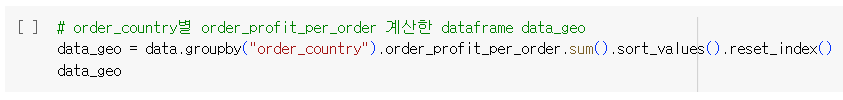 [ ] # order_country별 order_profit_per_order 계산한 dataframe data_geo
data_geo = data.groupby("order_country").order_profit_per_order.sum().sort_values().reset_index()
data_geo